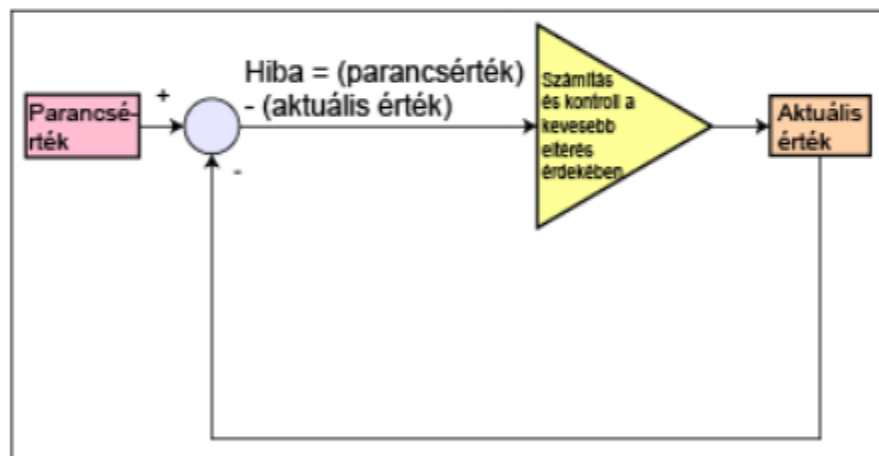 Parancsé-
rték
+
-
Hiba = (parancsérték)
- (aktuális érték)
Számítás
és kontroll a
kevesebb
eltérés
érdekében
Aktuális
érték